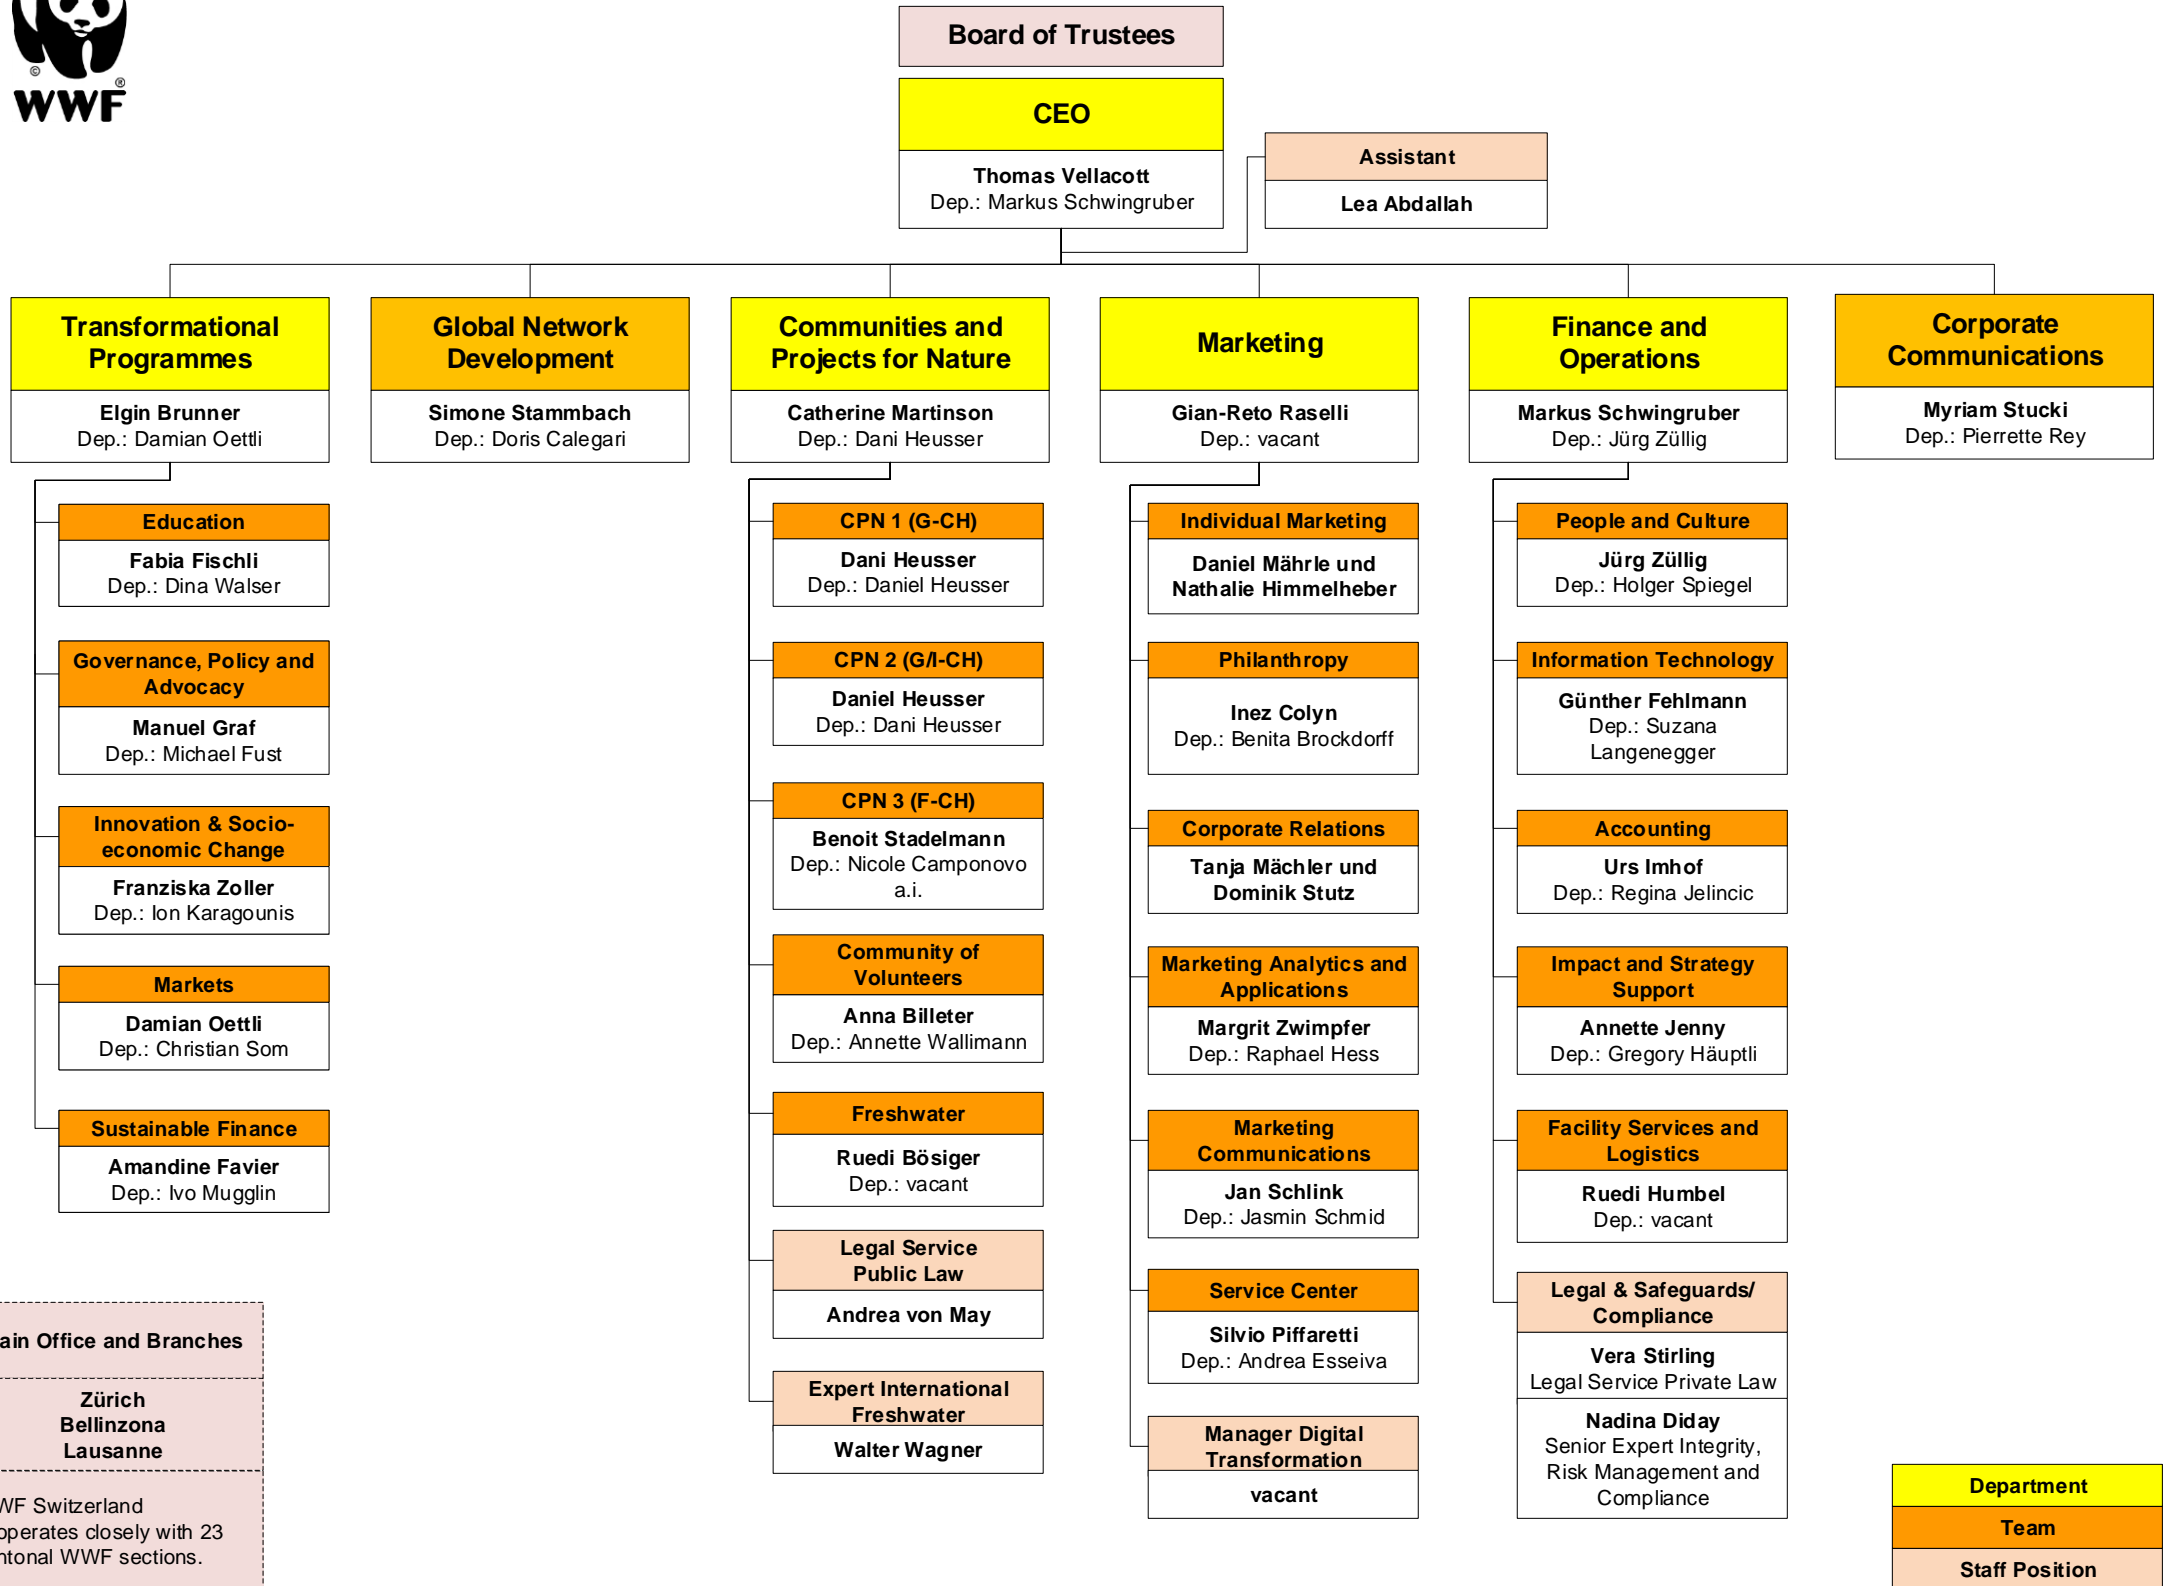 ©
®
WWF
Board of Trustees
CEO
Thomas Vellacott
Dep.: Markus Schwingruber
Assistant
Lea Abdallah
Transformational
Programmes
Elgin Brunner
Dep.: Damian Oettli
Global Network
Development
Simone Stammbach
Dep.: Doris Calegari
Communities and
Projects for Nature
Catherine Martinson
Dep.: Dani Heusser
Marketing
Gian-Reto Raselli
Dep.: vacant
Finance and
Operations
Markus Schwingruber
Dep.: Jürg Züllig
Corporate
Communications
Myriam Stucki
Dep.: Pierrette Rey
Education
Fabia Fischli
Dep.: Dina Walser
Governance, Policy and
Advocacy
Manuel Graf
Dep.: Michael Fust
Innovation & Socio-
economic Change
Franziska Zoller
Dep.: Ion Karagounis
Markets
Damian Oettli
Dep.: Christian Som
Sustainable Finance
Amandine Favier
Dep.: Ivo Mugglin
CPN 1 (G-CH)
Dani Heusser
Dep.: Daniel Heusser
CPN 2 (G/I-CH)
Daniel Heusser
Dep.: Dani Heusser
CPN 3 (F-CH)
Benoit Stadelmann
Dep.: Nicole Camponovo
a.i.
Community of
Volunteers
Anna Billeter
Dep.: Annette Wallimann
Freshwater
Ruedi Bösiger
Dep.: vacant
Legal Service
Public Law
Andrea von May
Expert International
Freshwater
Walter Wagner
Individual Marketing
Daniel Mährle und
Nathalie Himmelheber
Philanthropy
Inez Colyn
Dep.: Benita Brockdorff
Corporate Relations
Tanja Mächler und
Dominik Stutz
Marketing Analytics and
Applications
Margrit Zwimpfer
Dep.: Raphael Hess
Marketing
Communications
Jan Schlink
Dep.: Jasmin Schmid
Service Center
Silvio Piffaretti
Dep.: Andrea Esseiva
Manager Digital
Transformation
vacant
People and Culture
Jürg Züllig
Dep.: Holger Spiegel
Information Technology
Günther Fehlmann
Dep.: Suzana
Langenegger
Accounting
Urs Imhof
Dep.: Regina Jelincic
Impact and Strategy
Support
Annette Jenny
Dep.: Gregory Häuptli
Facility Services and
Logistics
Ruedi Humbel
Dep.: vacant
Legal & Safeguards/
Compliance
Vera Stirling
Legal Service Private Law
Nadina Diday
Senior Expert Integrity,
Risk Management and
Compliance
ain Office and Branches
Zürich
Bellinzona
Lausanne
WF Switzerland
operates closely with 23
ntonal WWF sections.
Department
Team
Staff Position